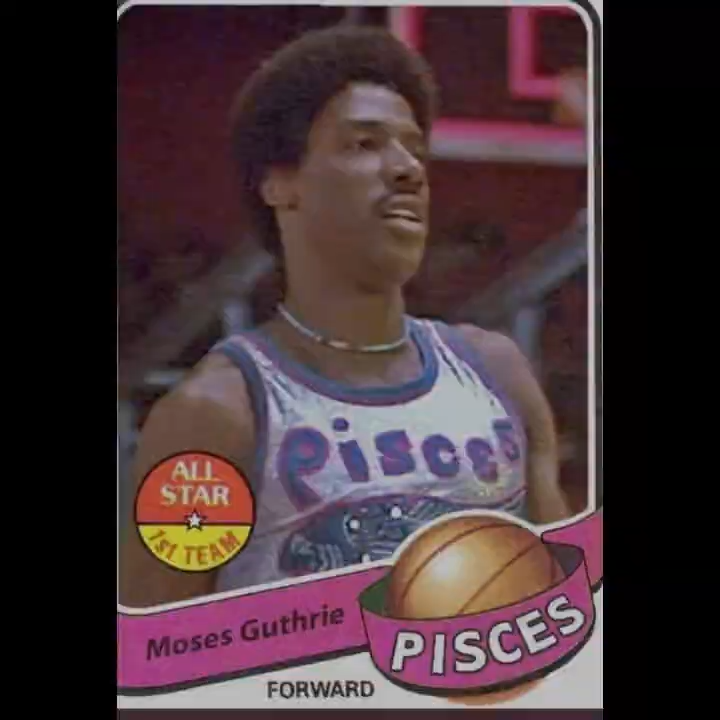 Pisces
ALL
STAR
1ST TEAM
Moses Guthrie
PISCES
FORWARD